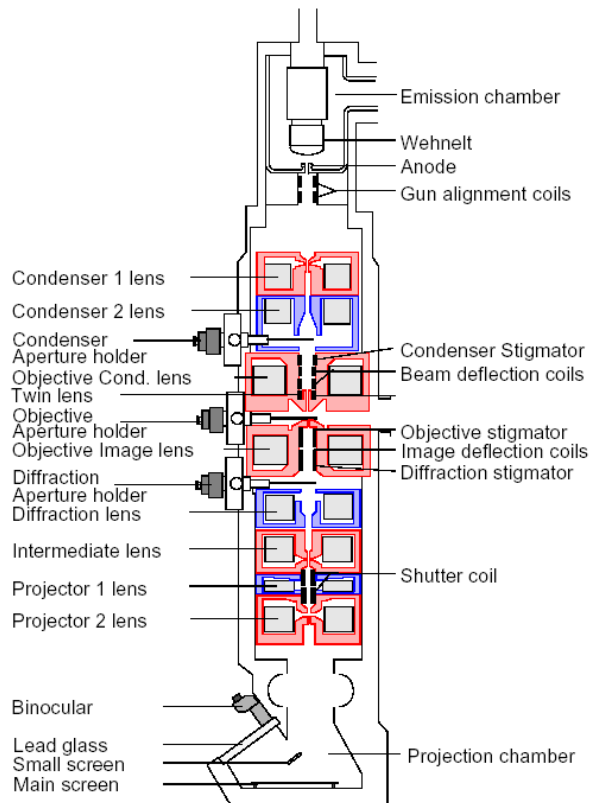 Emission chamber
Wehnelt
Anode
Gun alignment coils
Condenser 1 lens
Condenser 2 lens
Condenser
Aperture holder
Objective Cond. lens
Twin lens
Objective
Aperture holder
Objective Image lens
Diffraction
Aperture holder
Diffraction lens
Intermediate lens
Projector 1 lens
Projector 2 lens
Condenser Stigmator
Beam deflection coils
Objective stigmator
Image deflection coils
Diffraction stigmator
Shutter coil
Binocular
Lead glass
Small screen
Main screen
Projection chamber